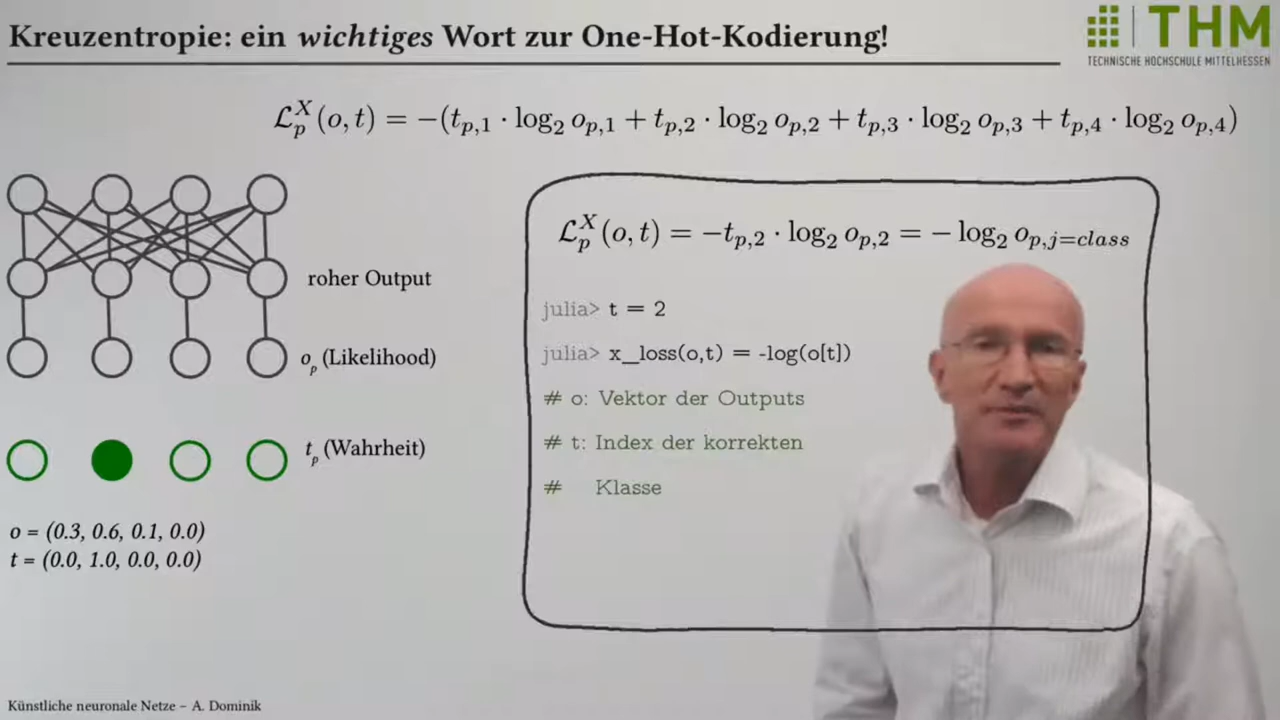 Kreuzentropie: ein wichtiges Wort zur One-Hot-Kodierung!
THM
TECHNISCHE HOCHSCHULE MITTELHESSEN
ℒ_p^X(o, t) = −(t_{p,1} · log₂ o_{p,1} + t_{p,2} · log₂ o_{p,2} + t_{p,3} · log₂ o_{p,3} + t_{p,4} · log₂ o_{p,4})
roher Output
o_p (Likelihood)
t_p (Wahrheit)
o = (0.3, 0.6, 0.1, 0.0)
t = (0.0, 1.0, 0.0, 0.0)
ℒ_p^X(o, t) = −t_{p,2} · log₂ o_{p,2} = − log₂ o_{p,j=class}
julia> t = 2
julia> x_loss(o,t) = -log(o[t])
# o: Vektor der Outputs
# t: Index der korrekten
# Klasse
Künstliche neuronale Netze – A. Dominik